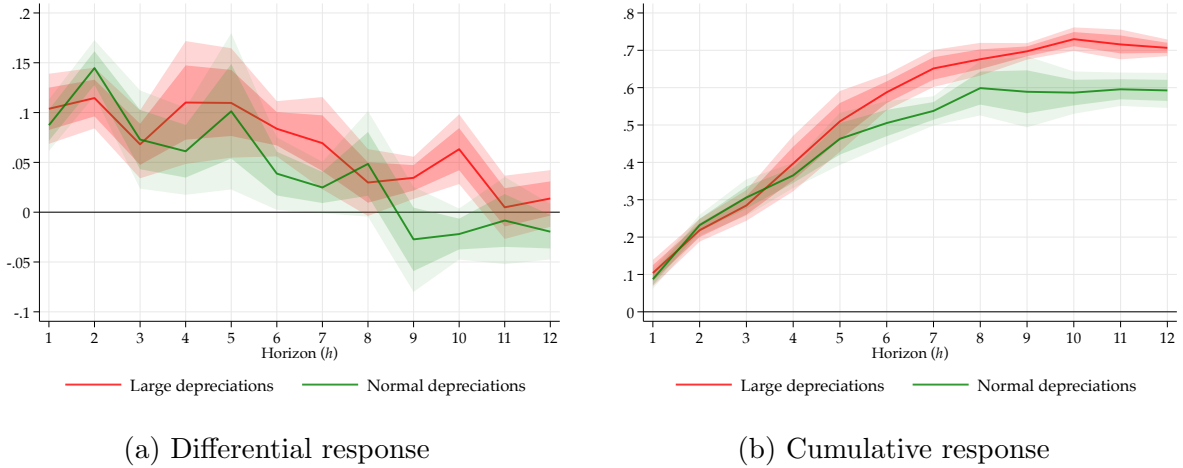 .2
.15
.1
.05
0
-.05
-.1
1 2 3 4 5 6 7 8 9 10 11 12
Horizon (h)
Large depreciations Normal depreciations
(a) Differential response
.8
.7
.6
.5
.4
.3
.2
.1
0
1 2 3 4 5 6 7 8 9 10 11 12
Horizon (h)
Large depreciations Normal depreciations
(b) Cumulative response